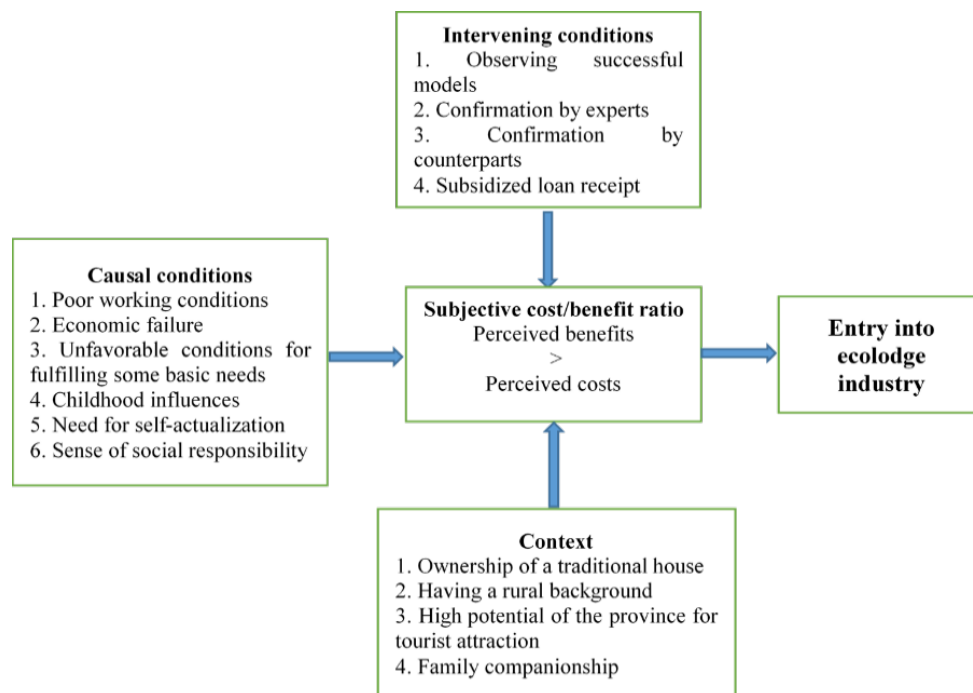 Intervening conditions
1. Observing successful
models
2. Confirmation by experts
3. Confirmation by
counterparts
4. Subsidized loan receipt
Causal conditions
1. Poor working conditions
2. Economic failure
3. Unfavorable conditions for
fulfilling some basic needs
4. Childhood influences
5. Need for self-actualization
6. Sense of social responsibility
Subjective cost/benefit ratio
Perceived benefits
>
Perceived costs
Entry into
ecolodge
industry
Context
1. Ownership of a traditional house
2. Having a rural background
3. High potential of the province for
tourist attraction
4. Family companionship